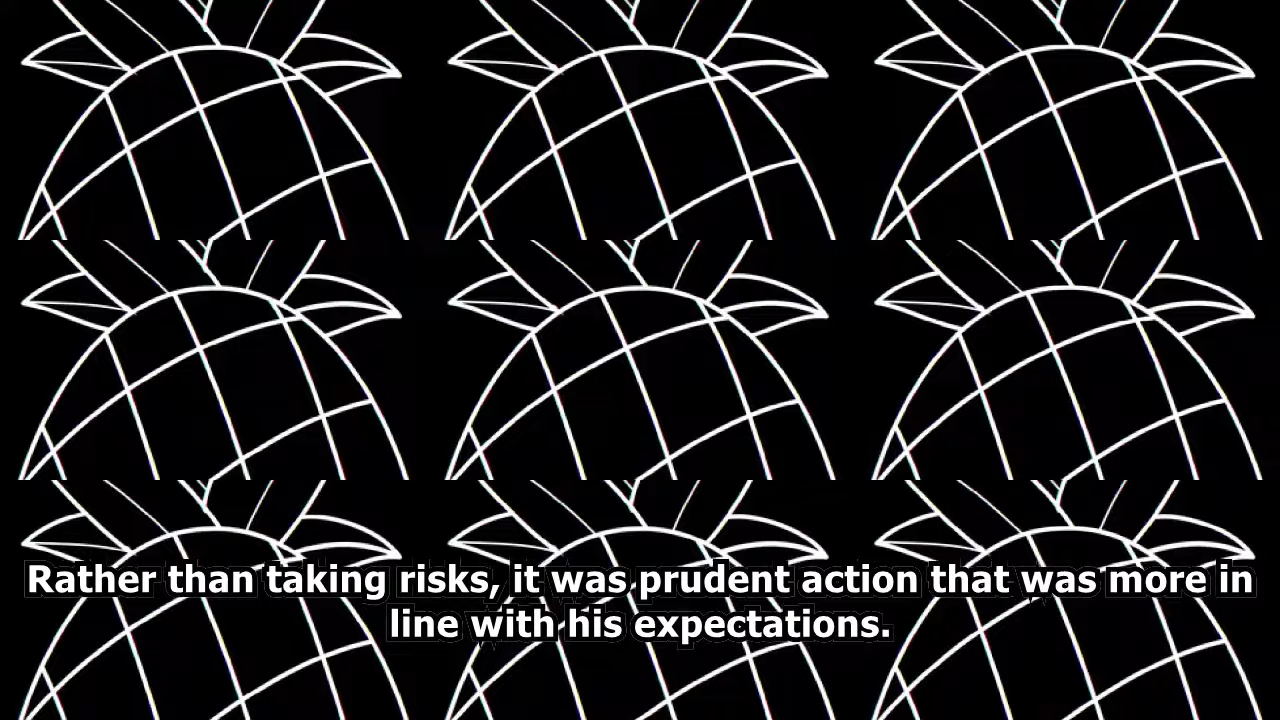 Rather than taking risks, it was prudent action that was more in
line with his expectations.